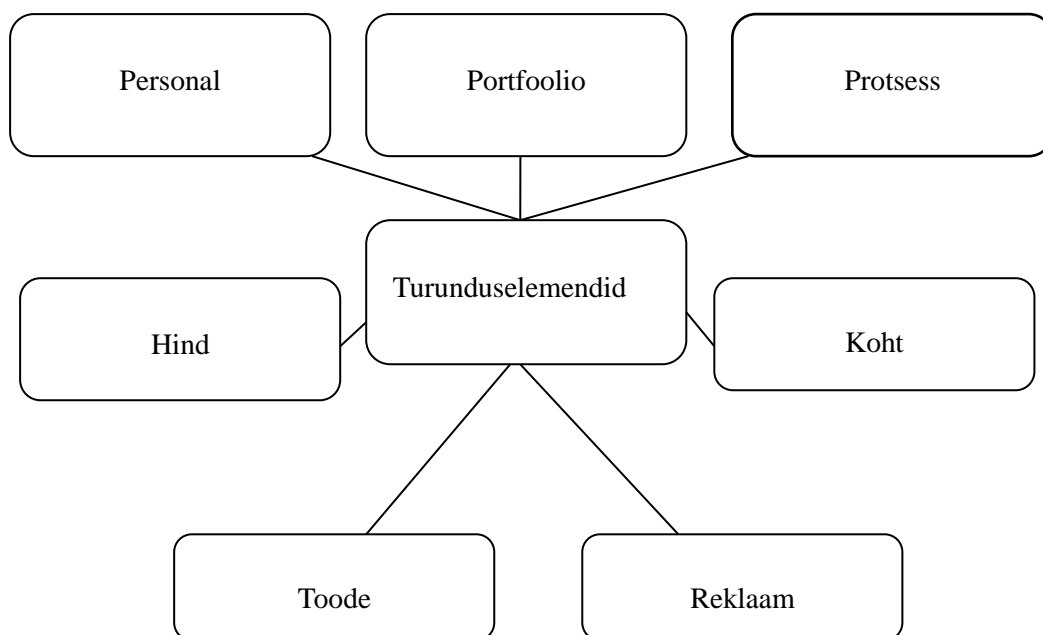 Personal
Portfoolio
Protsess
Turunduselemendid
Hind
Koht
Toode
Reklaam